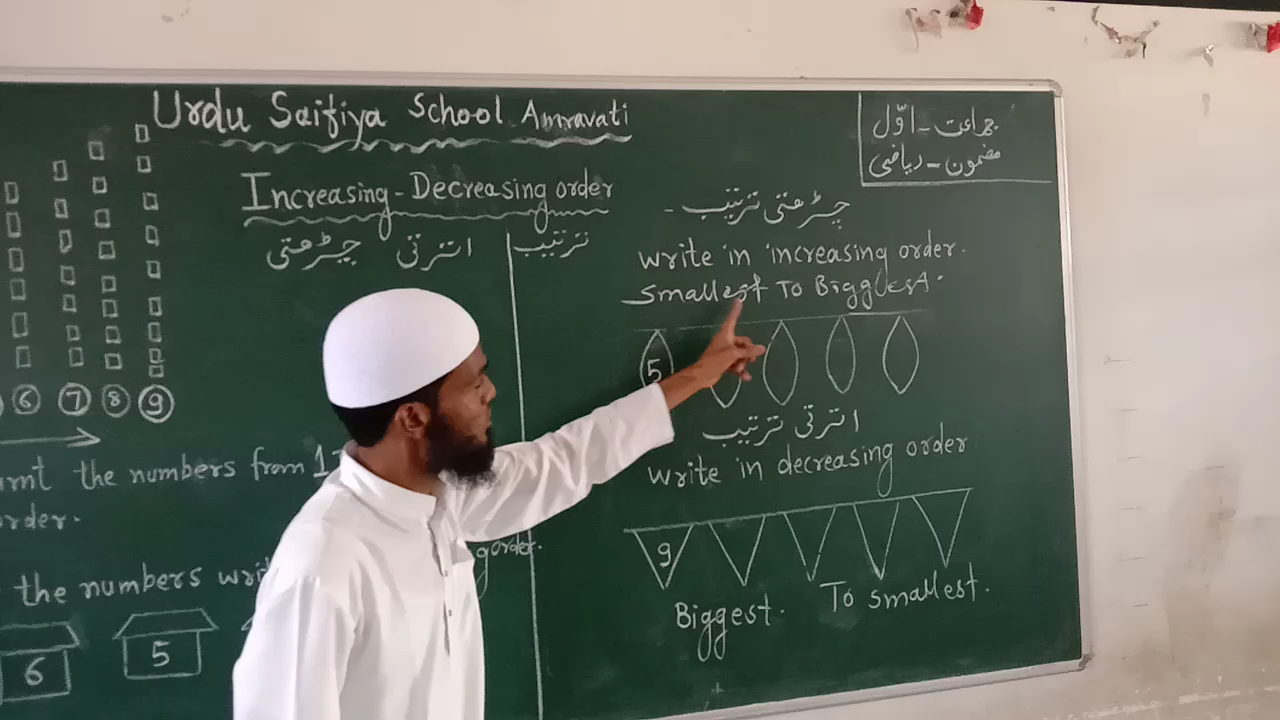 Urdu Saifiya School Amravati
Increasing - Decreasing order
اترتی چڑھتی
ترتیب
6 7 8 9
the numbers from 1
order.
the numbers
g order.
6 5
جماعت - اوّل
مضمون - ریاضی
چڑھتی ترتیب -
write in increasing order.
Smallest To Biggest.
5
اترتی ترتیب
write in decreasing order
9
Biggest. To smallest.